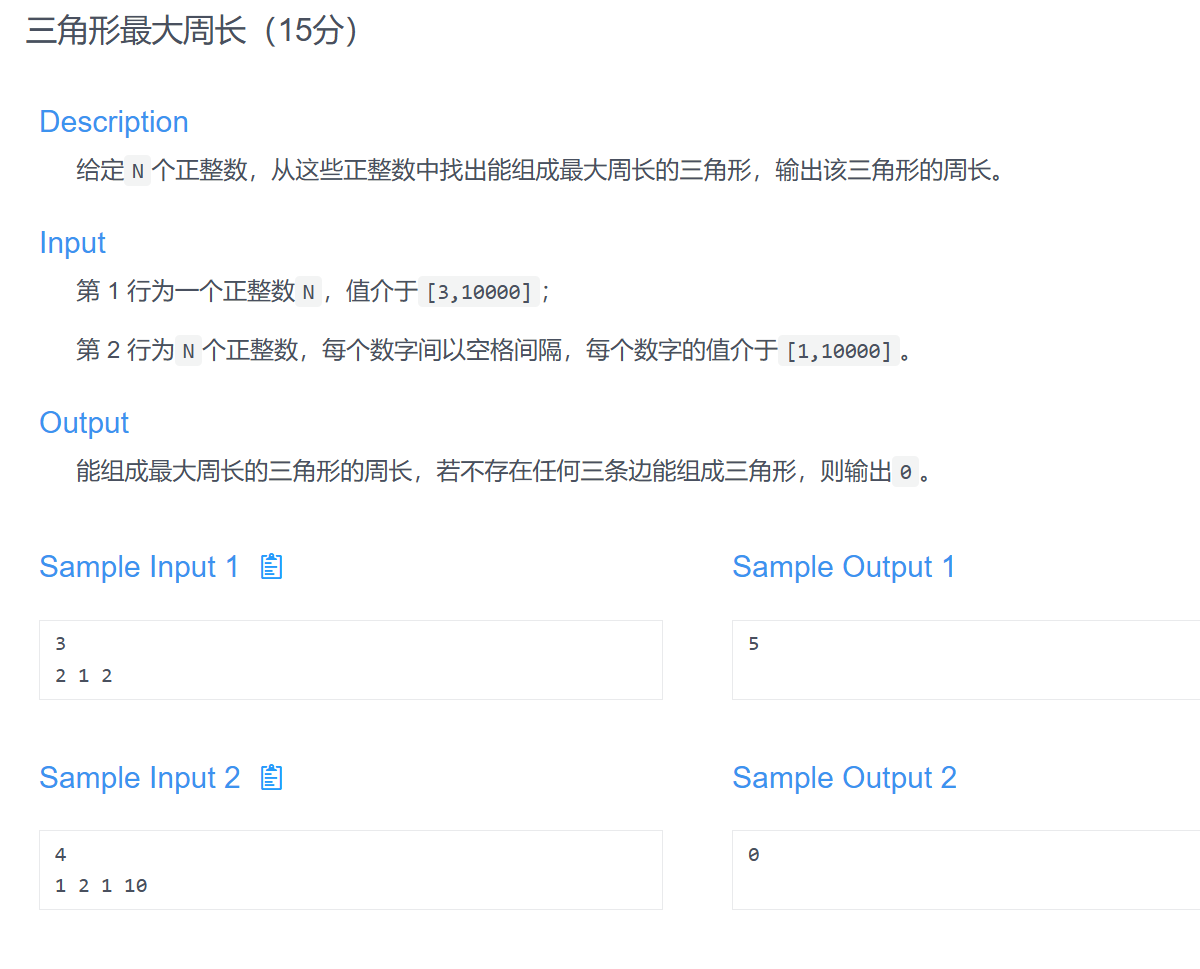 三角形最大周长（15分）
Description
给定 N 个正整数，从这些正整数中找出能组成最大周长的三角形，输出该三角形的周长。
Input
第 1 行为一个正整数 N ，值介于 [3,10000] ；
第 2 行为 N 个正整数，每个数字间以空格间隔，每个数字的值介于 [1,10000] 。
Output
能组成最大周长的三角形的周长，若不存在任何三条边能组成三角形，则输出 0 。
Sample Input 1
3
2 1 2
Sample Output 1
5
Sample Input 2
4
1 2 1 10
Sample Output 2
0